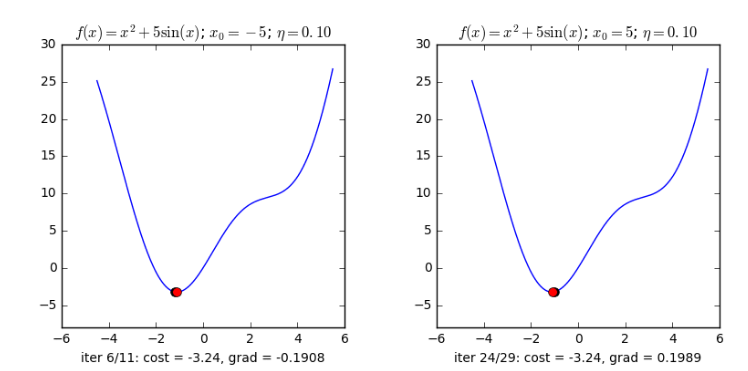 f(x) = x² + 5sin(x); x₀ = −5; η = 0.10
30
25
20
15
10
5
0
−5
−6 −4 −2 0 2 4 6
iter 6/11: cost = -3.24, grad = -0.1908
f(x) = x² + 5sin(x); x₀ = 5; η = 0.10
30
25
20
15
10
5
0
−5
−6 −4 −2 0 2 4 6
iter 24/29: cost = -3.24, grad = 0.1989